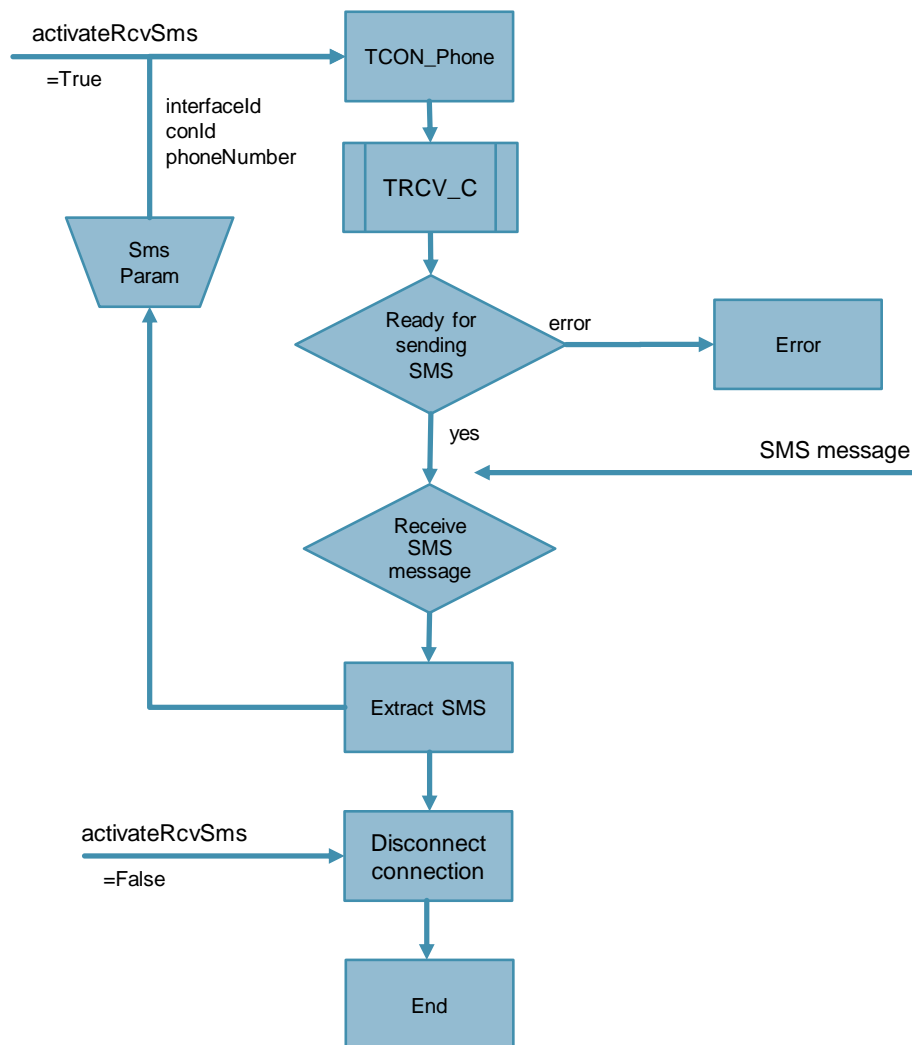 activateRcvSms
=True
TCON_Phone
interfaceId
conId
phoneNumber
TRCV_C
Sms
Param
Ready for
sending
SMS
error
Error
yes
SMS message
Receive
SMS
message
Extract SMS
activateRcvSms
=False
Disconnect
connection
End